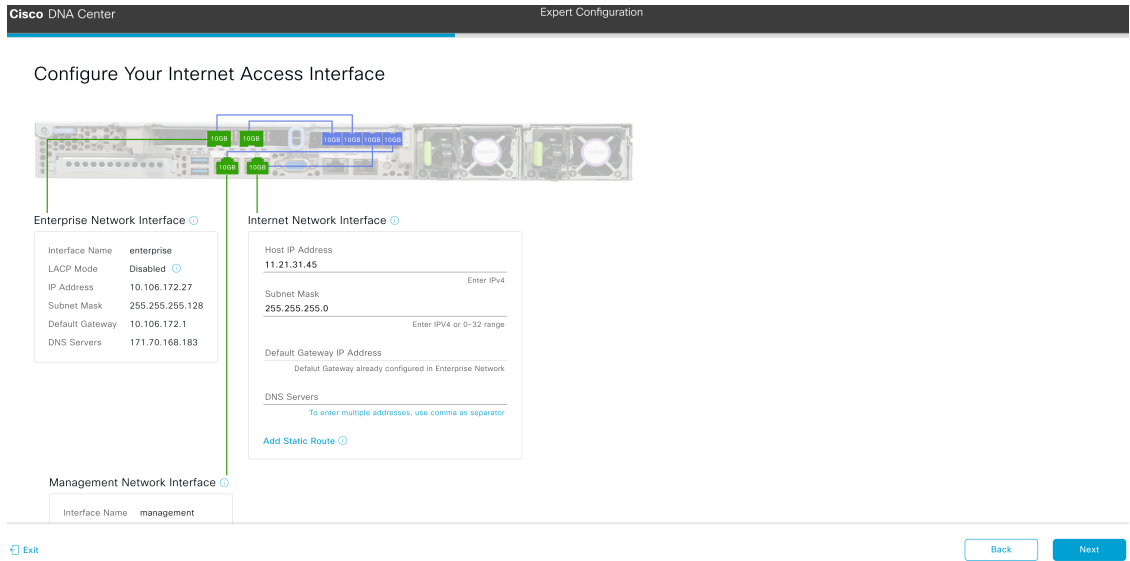 Cisco DNA Center
Expert Configuration
Configure Your Internet Access Interface
10GB 10GB 10GB 10GB 10GB 10GB
10GB 10GB
Enterprise Network Interface
Interface Name enterprise
LACP Mode Disabled
IP Address 10.106.172.27
Subnet Mask 255.255.255.128
Default Gateway 10.106.172.1
DNS Servers 171.70.168.183
Internet Network Interface
Host IP Address
11.21.31.45
Enter IPv4
Subnet Mask
255.255.255.0
Enter IPV4 or 0-32 range
Default Gateway IP Address
Defalut Gateway already configured in Enterprise Network
DNS Servers
To enter multiple addresses, use comma as separator
Add Static Route
Management Network Interface
Interface Name management
Exit
Back
Next